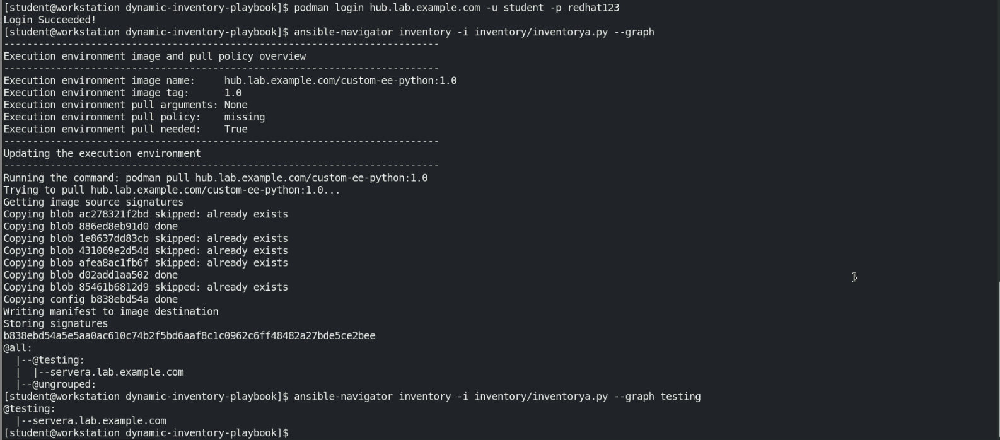 [student@workstation dynamic-inventory-playbook]$ podman login hub.lab.example.com -u student -p redhat123
Login Succeeded!
[student@workstation dynamic-inventory-playbook]$ ansible-navigator inventory -i inventory/inventorya.py --graph
---------------------------------------------------------------------------
Execution environment image and pull policy overview
---------------------------------------------------------------------------
Execution environment image name:     hub.lab.example.com/custom-ee-python:1.0
Execution environment image tag:      1.0
Execution environment pull arguments: None
Execution environment pull policy:    missing
Execution environment pull needed:    True
---------------------------------------------------------------------------
Updating the execution environment
---------------------------------------------------------------------------
Running the command: podman pull hub.lab.example.com/custom-ee-python:1.0
Trying to pull hub.lab.example.com/custom-ee-python:1.0...
Getting image source signatures
Copying blob ac278321f2bd skipped: already exists
Copying blob 886ed8eb91d0 done
Copying blob 1e8637dd83cb skipped: already exists
Copying blob 431069e2d54d skipped: already exists
Copying blob afea8ac1fb6f skipped: already exists
Copying blob d02add1aa502 done
Copying blob 85461b6812d9 skipped: already exists
Copying config b838ebd54a done
Writing manifest to image destination
Storing signatures
b838ebd54a5e5aa0ac610c74b2f5bd6aaf8c1c0962c6ff48482a27bde5ce2bee
@all:
  |--@testing:
  |  |--servera.lab.example.com
  |--@ungrouped:
[student@workstation dynamic-inventory-playbook]$ ansible-navigator inventory -i inventory/inventorya.py --graph testing
@testing:
  |--servera.lab.example.com
[student@workstation dynamic-inventory-playbook]$